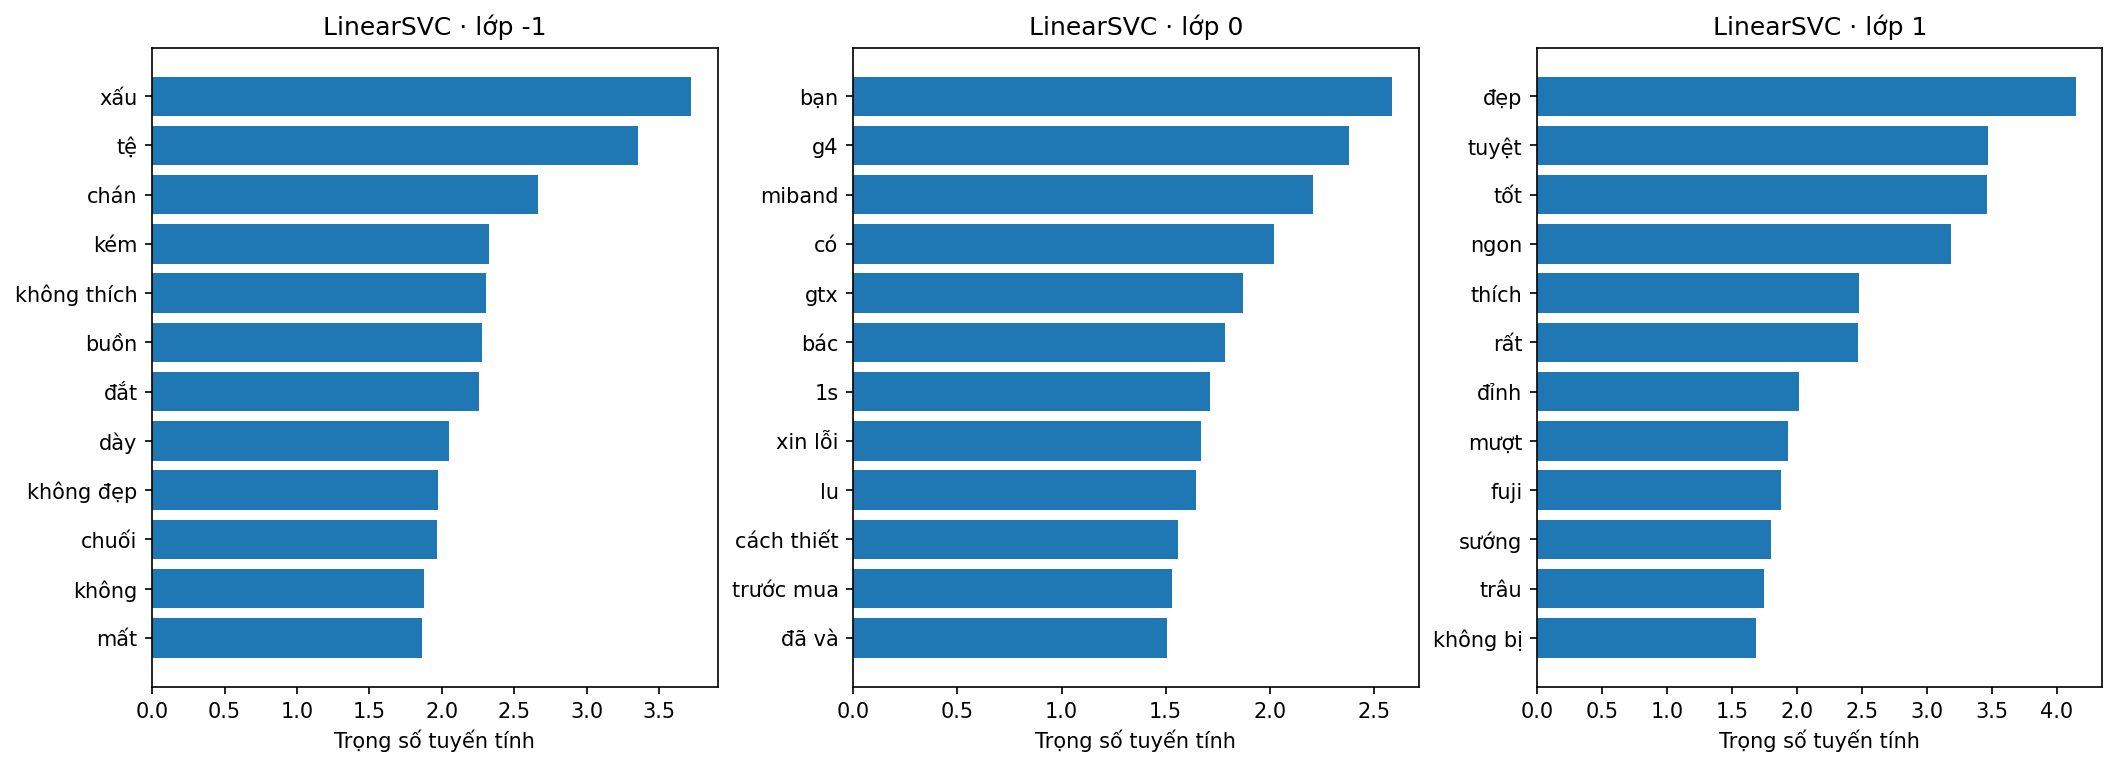 LinearSVC · lớp -1
xấu
tệ
chán
kém
không thích
buồn
đắt
dày
không đẹp
chuối
không
mất
0.0 0.5 1.0 1.5 2.0 2.5 3.0 3.5
Trọng số tuyến tính
LinearSVC · lớp 0
bạn
g4
miband
có
gtx
bác
1s
xin lỗi
lu
cách thiết
trước mua
đã và
0.0 0.5 1.0 1.5 2.0 2.5
Trọng số tuyến tính
LinearSVC · lớp 1
đẹp
tuyệt
tốt
ngon
thích
rất
đỉnh
mượt
fuji
sướng
trâu
không bị
0.0 0.5 1.0 1.5 2.0 2.5 3.0 3.5 4.0
Trọng số tuyến tính